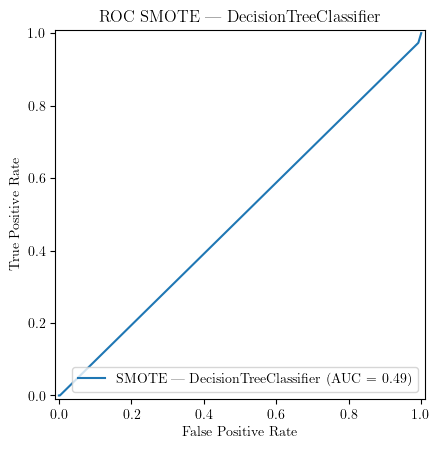 ROC SMOTE — DecisionTreeClassifier
1.0
0.8
0.6
0.4
0.2
0.0
True Positive Rate
SMOTE — DecisionTreeClassifier (AUC = 0.49)
0.0 0.2 0.4 0.6 0.8 1.0
False Positive Rate